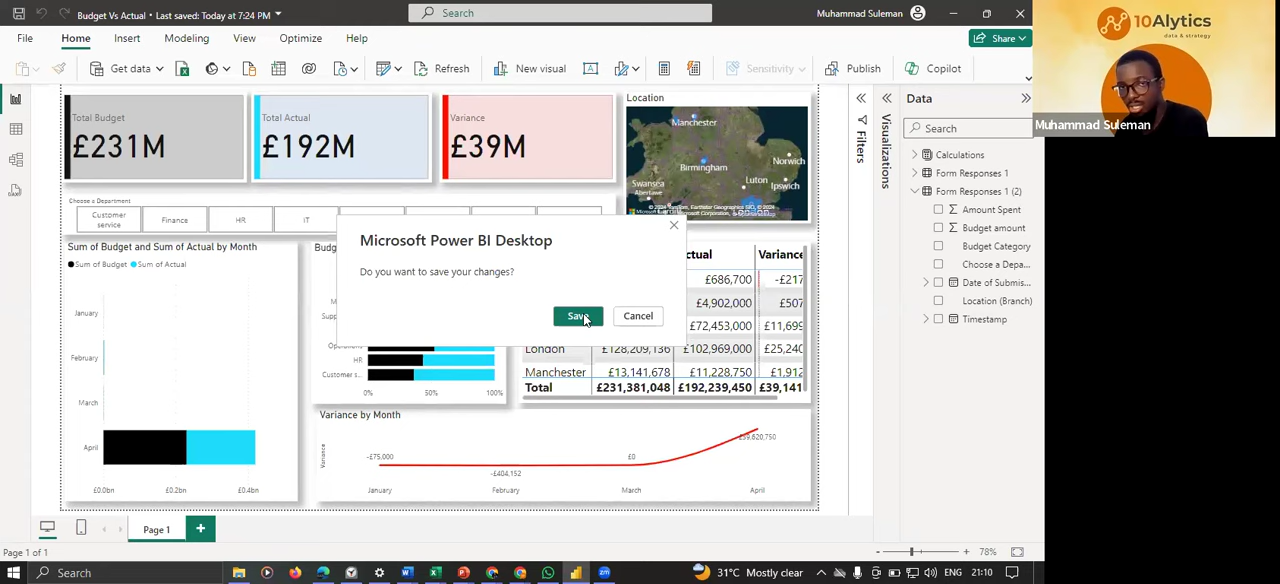 Budget Vs Actual • Last saved: Today at 7:24 PM
Search
Muhammad Suleman
File Home Insert Modeling View Optimize Help
Share
Get data
Refresh
New visual
Sensitivity
Publish
Copilot
10Alytics
data & strategy
Muhammad Suleman
Total Budget
£231M
Total Actual
£192M
Variance
£39M
Location
Manchester
Birmingham
Norwich
Luton
Ipswich
Swansea
Choose a Department
Customer service
Finance
HR
IT
Sum of Budget and Sum of Actual by Month
Sum of Budget Sum of Actual
January
February
March
April
£0.0bn £0.2bn £0.4bn
Microsoft Power BI Desktop
Do you want to save your changes?
Save
Cancel
HR
Customer s...
0% 50% 100%
ctual Variance
£686,700 -£217
£4,902,000 £507
£72,453,000 £11,699
London £128,209,136 £102,969,000 £25,240
Manchester £13,141,678 £11,228,750 £1,912
Total £231,381,048 £192,239,450 £39,141
Variance by Month
Variance
-£75,000
-£404,152
£0
£39,620,750
January February March April
Filters
Visualizations
Data
Search
Calculations
Form Responses 1
Form Responses 1 (2)
Amount Spent
Budget amount
Budget Category
Choose a Depa...
Date of Submis...
Location (Branch)
Timestamp
Page 1
Page 1 of 1
78%
Search
31°C Mostly clear
ENG
21:10